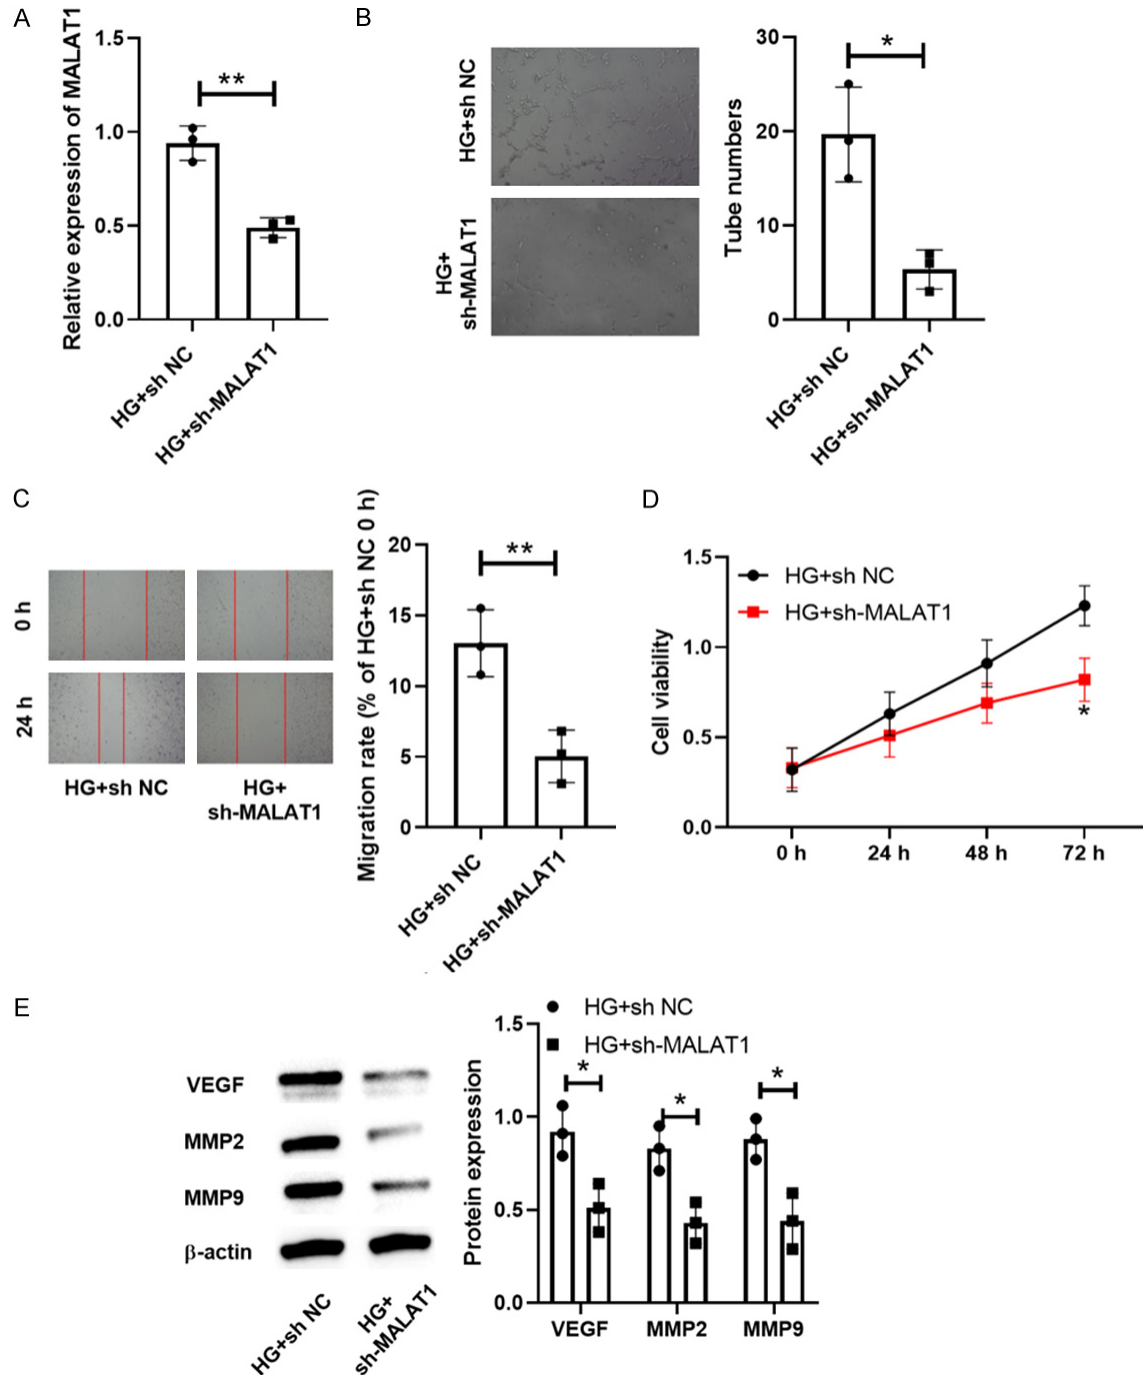 A
Relative expression of MALAT1
1.5
1.0
0.5
0.0
**
HG+sh NC
HG+sh-MALAT1
B
HG+sh NC
HG+
sh-MALAT1
Tube numbers
30
20
10
0
*
HG+sh NC
HG+sh-MALAT1
C
0 h
24 h
HG+sh NC
HG+
sh-MALAT1
Migration rate (% of HG+sh NC 0 h)
20
15
10
5
0
**
HG+sh NC
HG+sh-MALAT1
D
Cell viability
1.5
1.0
0.5
0.0
HG+sh NC
HG+sh-MALAT1
*
0 h
24 h
48 h
72 h
E
VEGF
MMP2
MMP9
β-actin
HG+sh NC
HG+
sh-MALAT1
Protein expression
1.5
1.0
0.5
0.0
HG+sh NC
HG+sh-MALAT1
*
*
*
VEGF
MMP2
MMP9